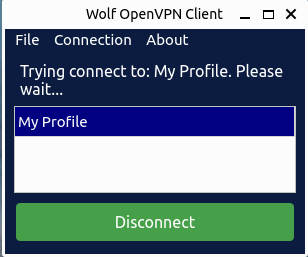 Wolf OpenVPN Client
File Connection About
Trying connect to: My Profile. Please
wait...
My Profile
Disconnect